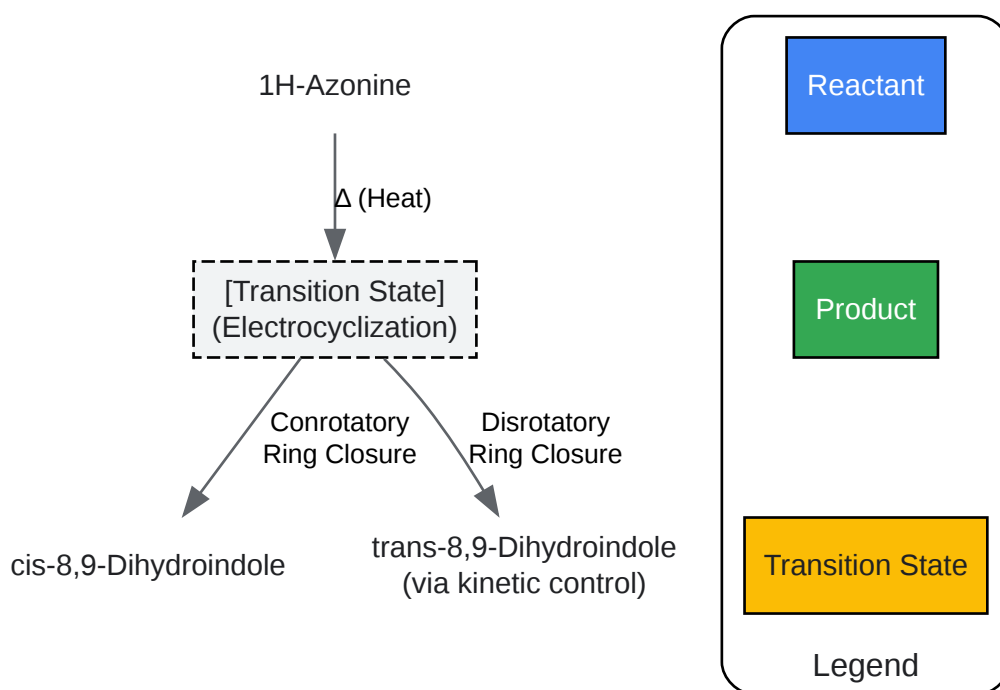 1H-Azonine
Δ (Heat)
[Transition State]
(Electrocyclization)
Conrotatory
Ring Closure
Disrotatory
Ring Closure
cis-8,9-Dihydroindole
trans-8,9-Dihydroindole
(via kinetic control)
Reactant
Product
Transition State
Legend